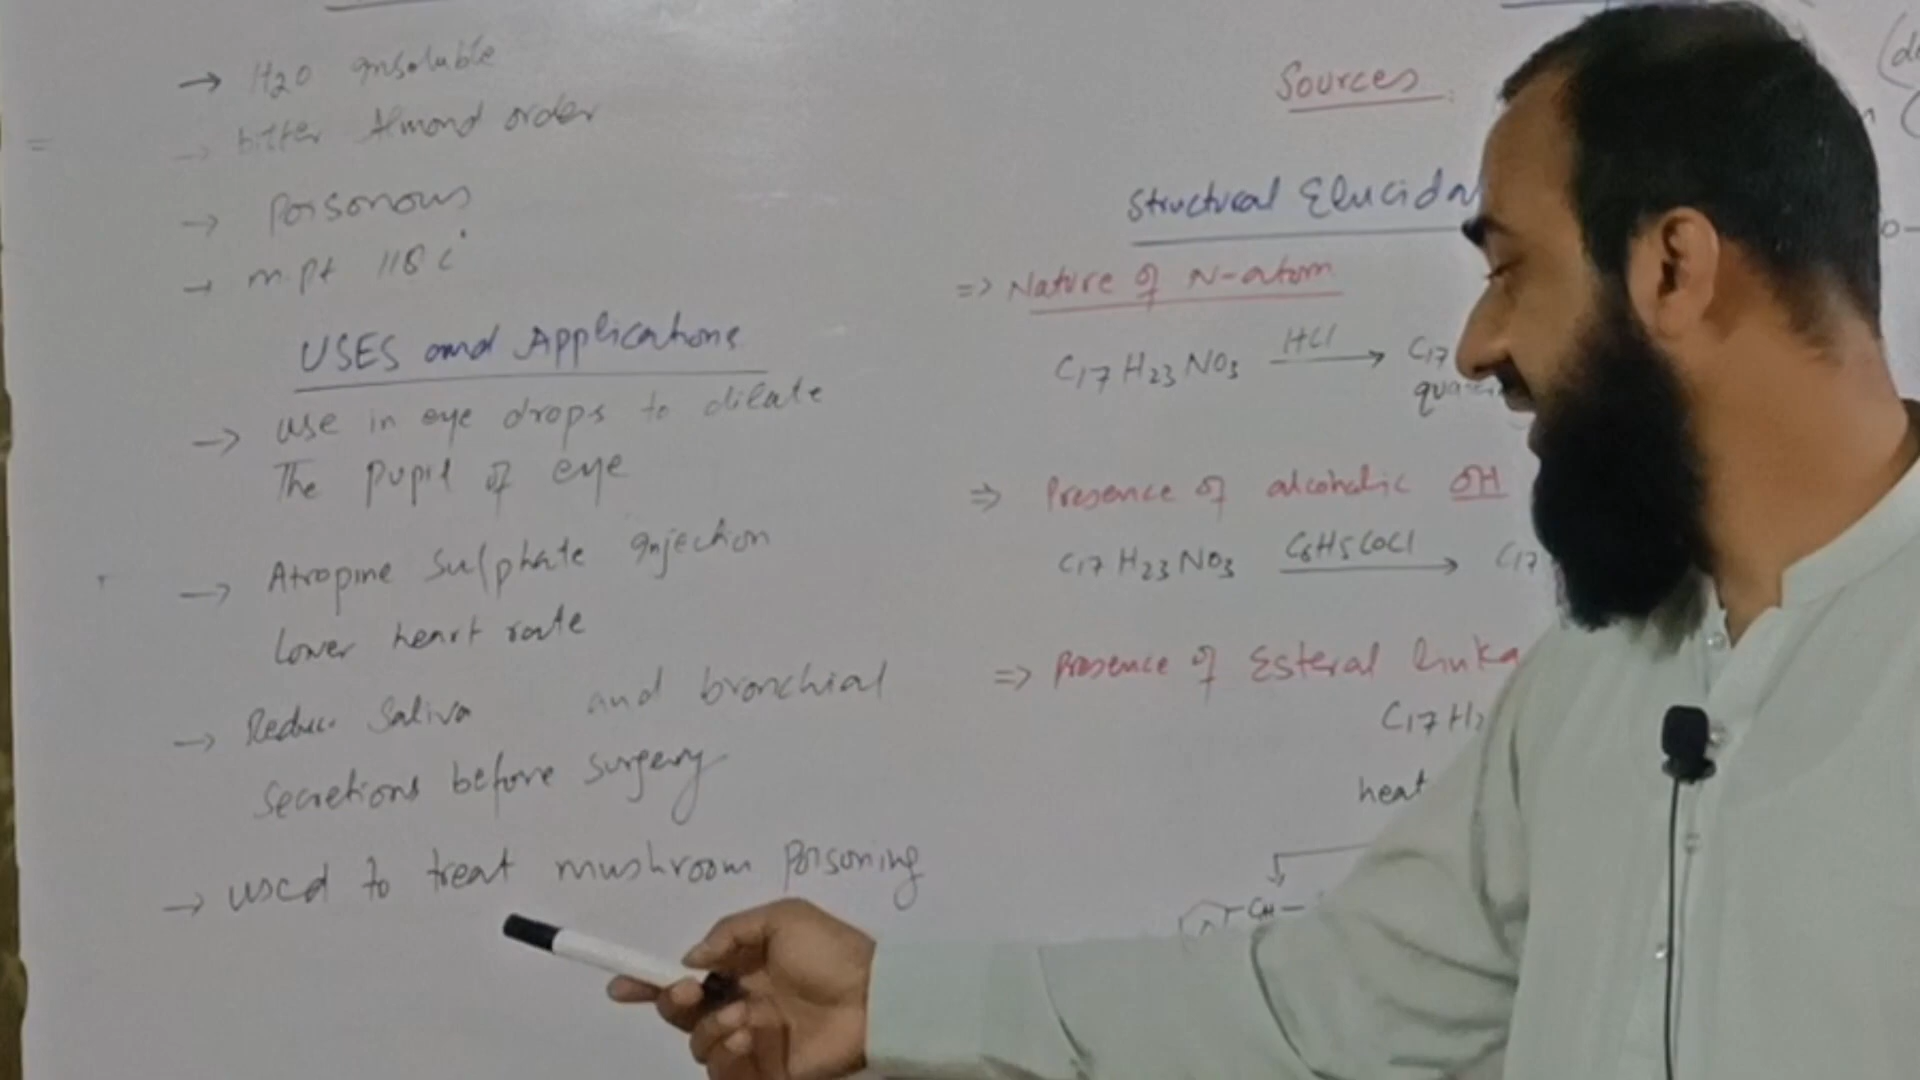 → H2O insoluble
→ bitter Almond order
→ Poisonous
→ m.pt 118 c°
USES and Applications
→ use in eye drops to dilate
The pupil of eye
→ Atropine Sulphate injection
Lower heart rate
→ Reduce Saliva and bronchial
Secretions before surgery
→ used to treat mushroom Poisoning
Sources
Structural Elucida
=> Nature of N-atom
C17 H23 NO3 HCl → C17
=> Presence of alcoholic OH
C17 H23 NO3 C6H5COCl → C17
=> Presence of Esteral linka
C17 H2
heat
CH—